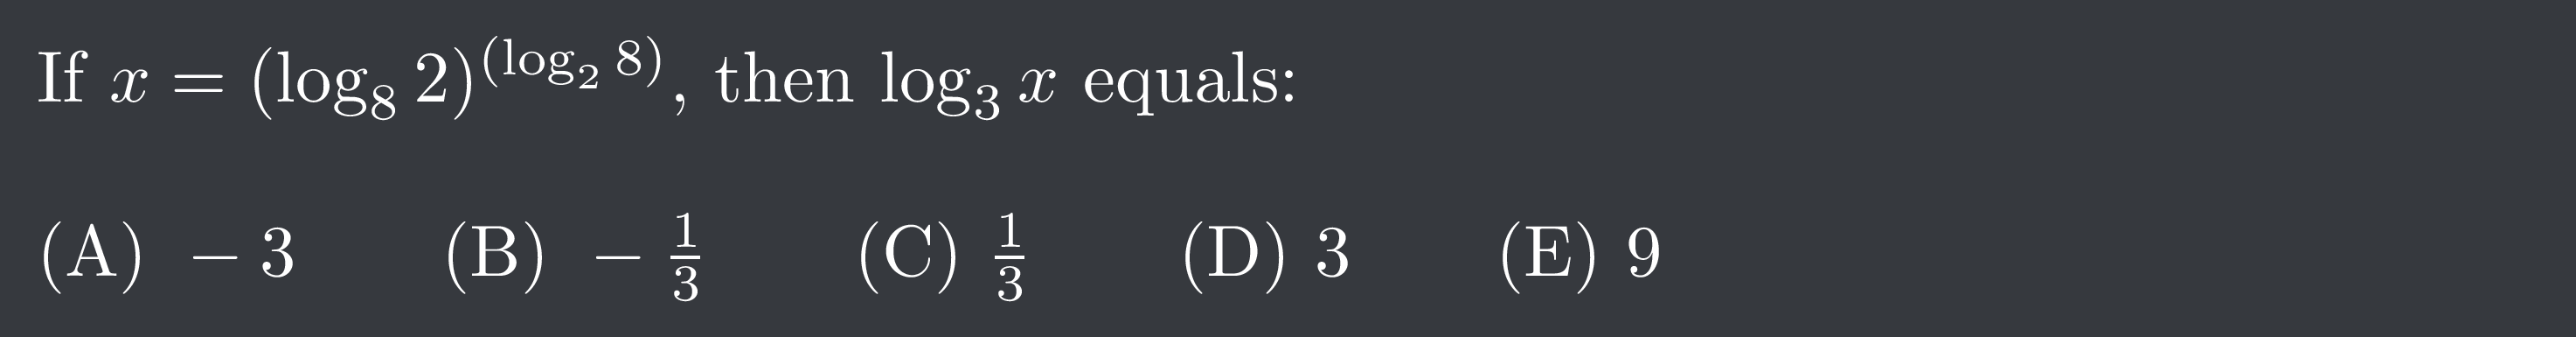 If $x = (\log_8 2)^{(\log_2 8)}$, then $\log_3 x$ equals:
(A) $-3$ (B) $-\frac{1}{3}$ (C) $\frac{1}{3}$ (D) 3 (E) 9